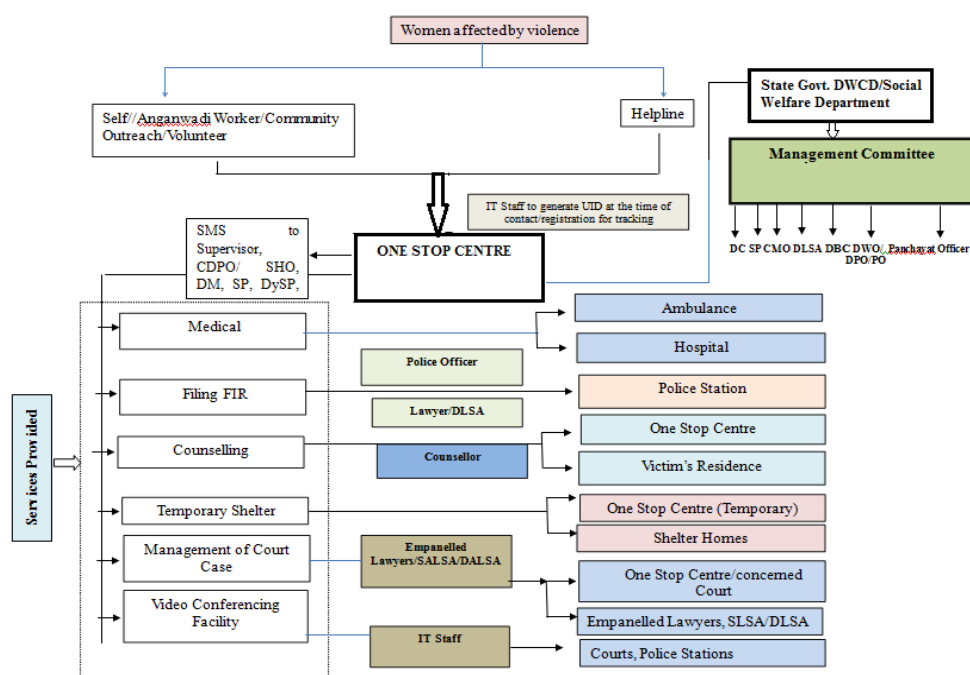 Women affected by violence
State Govt. DWCD/Social
Welfare Department
Self//Anganwadi Worker/Community
Outreach/Volunteer
Helpline
Management Committee
IT Staff to generate UID at the time of
contact/registration for tracking
SMS to
Supervisor,
CDPO/ SHO,
DM, SP, DySP,
ONE STOP CENTRE
DC SP CMO DLSA DBC DWO/ Panchayat Officer
DPO/PO
Services Provided
Medical
Ambulance
Hospital
Police Officer
Filing FIR
Police Station
Lawyer/DLSA
Counselling
Counsellor
One Stop Centre
Victim's Residence
Temporary Shelter
One Stop Centre (Temporary)
Shelter Homes
Management of Court
Case
Empanelled
Lawyers/SALSA/DALSA
One Stop Centre/concerned
Court
Empanelled Lawyers, SLSA/DLSA
Video Conferencing
Facility
IT Staff
Courts, Police Stations